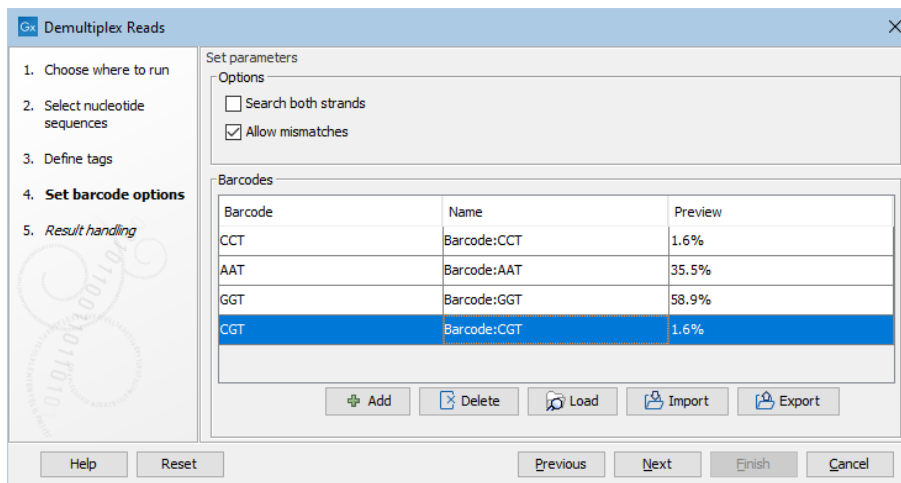 Gx Demultiplex Reads
1. Choose where to run
2. Select nucleotide
sequences
3. Define tags
4. Set barcode options
5. Result handling
Set parameters
Options
Search both strands
Allow mismatches
Barcodes
Barcode Name Preview
CCT Barcode:CCT 1.6%
AAT Barcode:AAT 35.5%
GGT Barcode:GGT 58.9%
CGT Barcode:CGT 1.6%
Add Delete Load Import Export
Help Reset Previous Next Finish Cancel